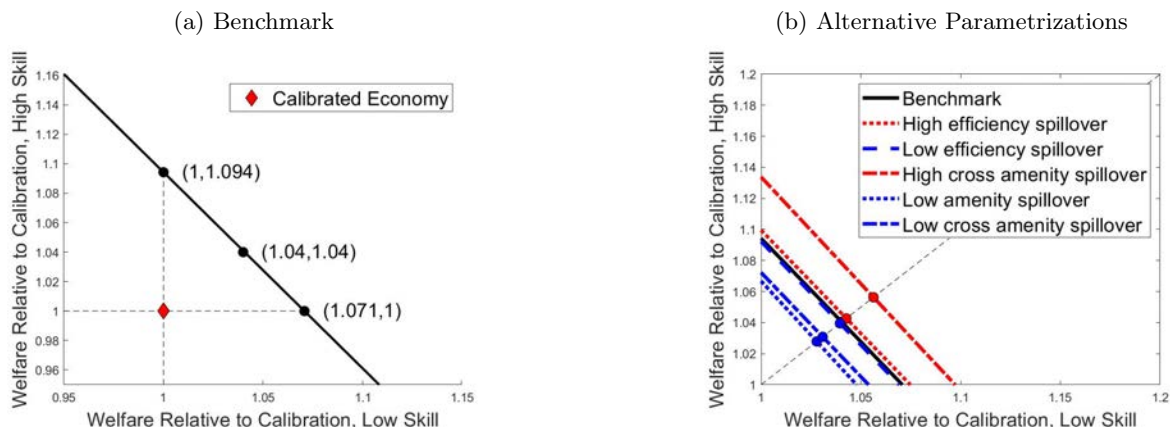 (a) Benchmark
Welfare Relative to Calibration, High Skill
1.16
1.14
1.12
1.1
1.08
1.06
1.04
1.02
1
0.98
0.96
Calibrated Economy
(1,1.094)
(1.04,1.04)
(1.071,1)
0.95
1
1.05
1.1
1.15
Welfare Relative to Calibration, Low Skill
(b) Alternative Parametrizations
Welfare Relative to Calibration, High Skill
1.2
1.18
1.16
1.14
1.12
1.1
1.08
1.06
1.04
1.02
1
Benchmark
High efficiency spillover
Low efficiency spillover
High cross amenity spillover
Low amenity spillover
Low cross amenity spillover
1
1.05
1.1
1.15
1.2
Welfare Relative to Calibration, Low Skill